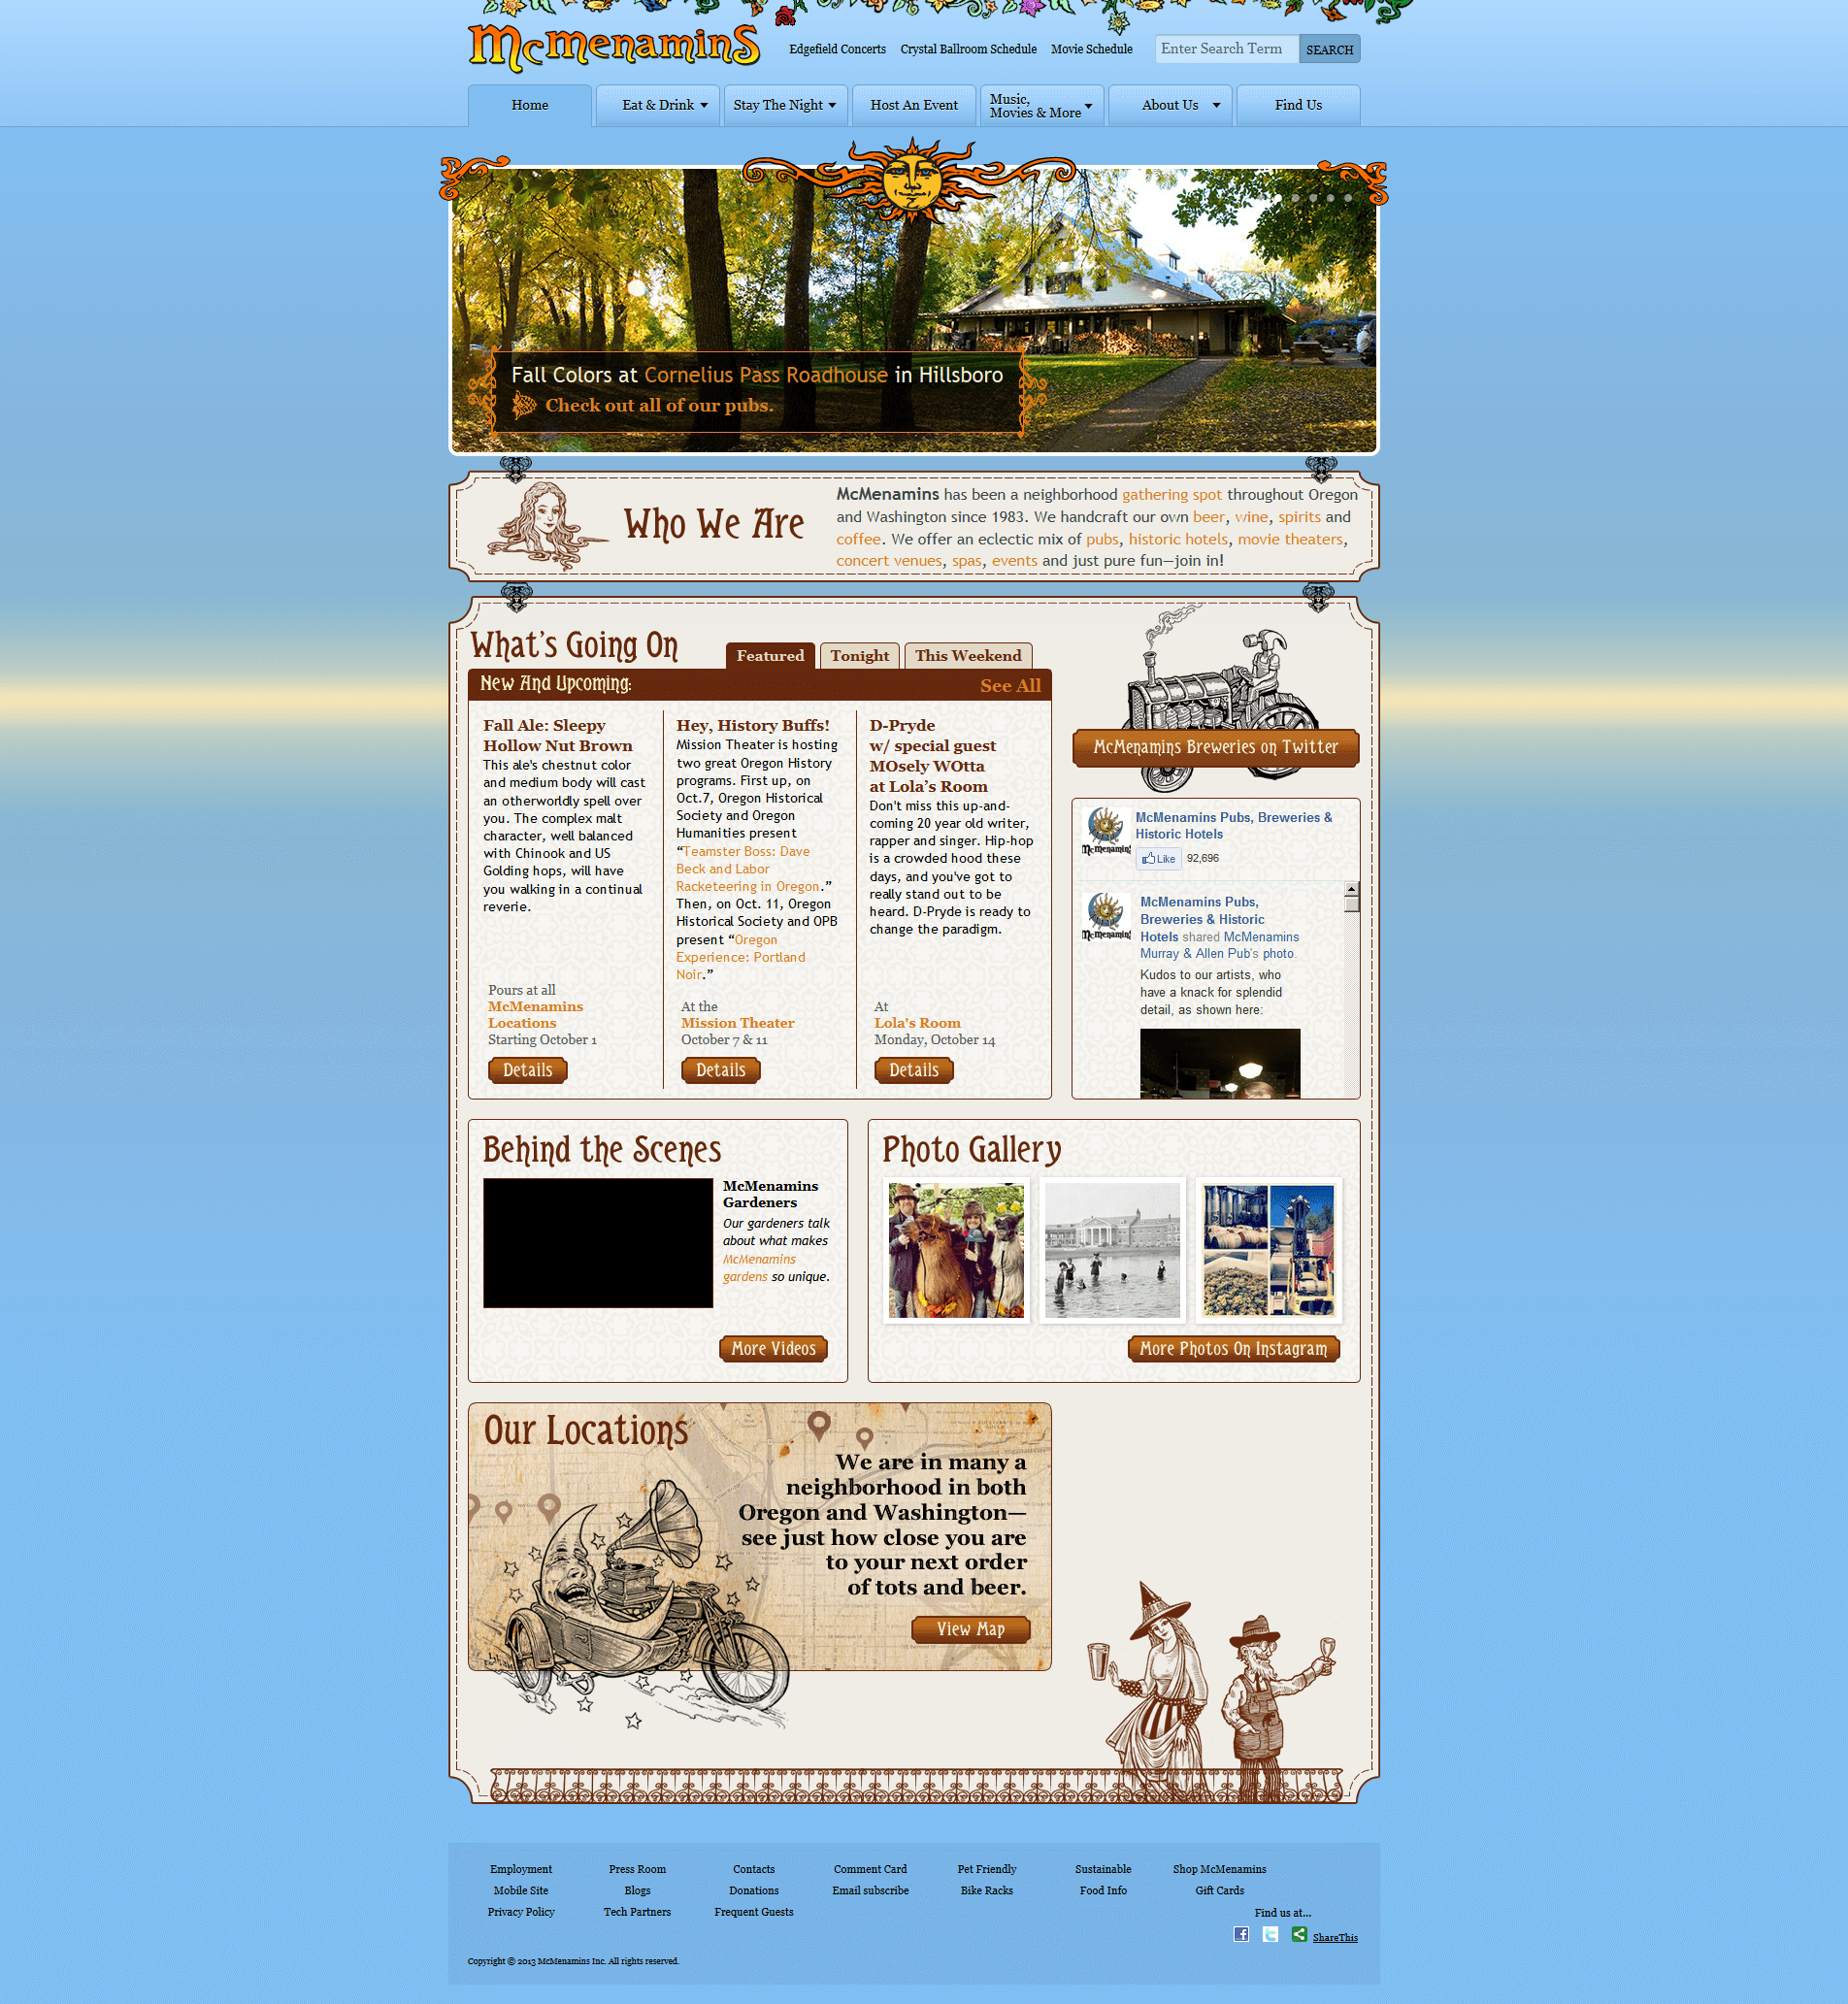 McMenamins
Edgefield Concerts
Crystal Ballroom Schedule
Movie Schedule
Enter Search Term
SEARCH
Home
Eat & Drink
Stay The Night
Host An Event
Music,
Movies & More
About Us
Find Us
Fall Colors at Cornelius Pass Roadhouse in Hillsboro
Check out all of our pubs.
Who We Are
McMenamins has been a neighborhood gathering spot throughout Oregon
and Washington since 1983. We handcraft our own beer, wine, spirits and
coffee. We offer an eclectic mix of pubs, historic hotels, movie theaters,
concert venues, spas, events and just pure fun—join in!
What's Going On
Featured
Tonight
This Weekend
New And Upcoming:
See All
Fall Ale: Sleepy
Hollow Nut Brown
This ale's chestnut color
and medium body will cast
an otherworldly spell over
you. The complex malt
character, well balanced
with Chinook and US
Golding hops, will have
you walking in a continual
reverie.
Pours at all
McMenamins
Locations
Starting October 1
Details
Hey, History Buffs!
Mission Theater is hosting
two great Oregon History
programs. First up, on
Oct.7, Oregon Historical
Society and Oregon
Humanities present
“Teamster Boss: Dave
Beck and Labor
Racketeering in Oregon.”
Then, on Oct. 11, Oregon
Historical Society and OPB
present “Oregon
Experience: Portland
Noir.”
At the
Mission Theater
October 7 & 11
Details
D-Pryde
w/ special guest
MOsely WOtta
at Lola’s Room
Don't miss this up-and-
coming 20 year old writer,
rapper and singer. Hip-hop
is a crowded hood these
days, and you've got to
really stand out to be
heard. D-Pryde is ready to
change the paradigm.
At
Lola's Room
Monday, October 14
Details
McMenamins Breweries on Twitter
McMenamins Pubs, Breweries &
Historic Hotels
Like 92,696
McMenamins Pubs,
Breweries & Historic
Hotels shared McMenamins
Murray & Allen Pub's photo.
Kudos to our artists, who
have a knack for splendid
detail, as shown here:
Behind the Scenes
McMenamins
Gardeners
Our gardeners talk
about what makes
McMenamins
gardens so unique.
More Videos
Photo Gallery
More Photos On Instagram
Our Locations
We are in many a
neighborhood in both
Oregon and Washington—
see just how close you are
to your next order
of tots and beer.
View Map
Employment
Press Room
Contacts
Comment Card
Pet Friendly
Sustainable
Shop McMenamins
Mobile Site
Blogs
Donations
Email subscribe
Bike Racks
Food Info
Gift Cards
Privacy Policy
Tech Partners
Frequent Guests
Find us at...
ShareThis
Copyright © 2013 McMenamins Inc. All rights reserved.